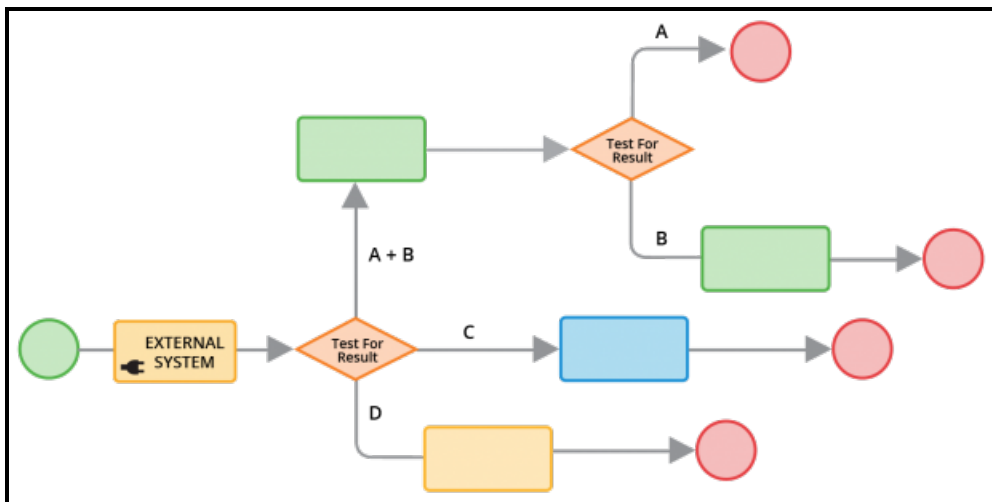 A
Test For
Result
B
A + B
EXTERNAL
SYSTEM
Test For
Result
C
D